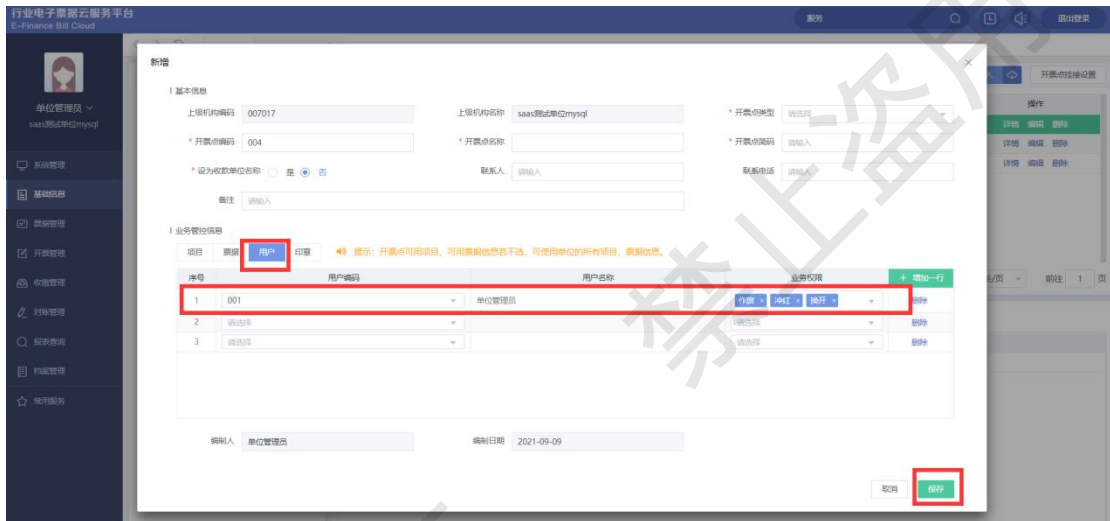 行业电子票据云服务平台
E-Finance Bill Cloud
服务
退出登录
单位管理员
saas测试单位mysql
系统管理
基础信息
票据管理
开票管理
收缴管理
对账管理
报表查询
档案管理
常用服务
开票点挂接设置
操作
详情 编辑 删除
详情 编辑 删除
详情 编辑 删除
前往 1 页
新增
基本信息
上级机构编码 007017 上级机构名称 saas测试单位mysql * 开票点类型 请选择
* 开票点编码 004 * 开票点名称 * 开票点简码 请输入
* 设为收款单位名称 是 否 联系人 请输入 联系电话 请输入
备注 请输入
业务管控信息
项目 票据 用户 印章 提示：开票点可用项目、可用票据信息若不选，可使用单位的所有项目、票据信息。
序号 用户编码 用户名称 业务权限 + 增加一行
1 001 单位管理员 作废 × 冲红 × 换开 × 删除
2 请选择 请选择 删除
3 请选择 请选择 删除
编制人 单位管理员 编制日期 2021-09-09
取消 保存
禁止盗用